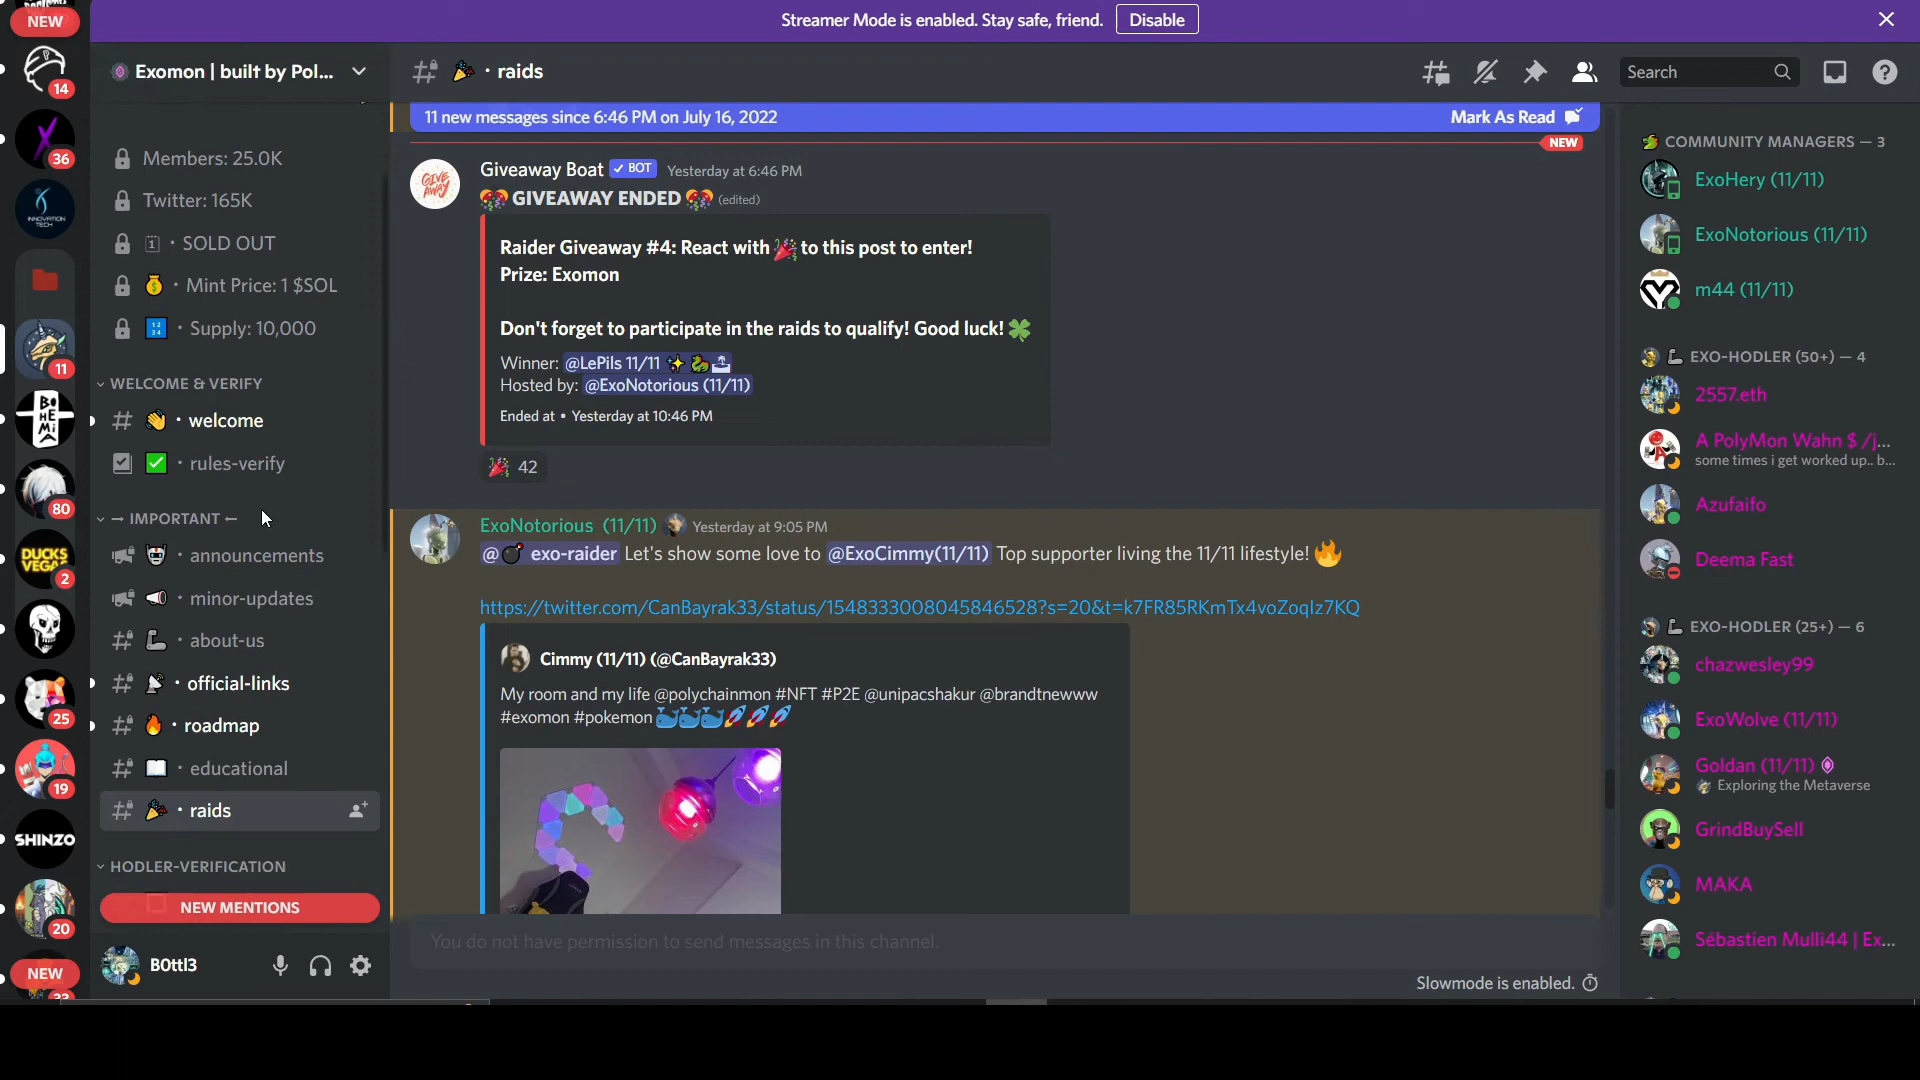 Streamer Mode is enabled. Stay safe, friend. Disable
NEW
14
36
INNOVATION TECH
11
BOHEMIA
80
DUCKS VEGAS
2
25
19
SHINZO
20
NEW
33
Exomon | built by Pol...
Members: 25.0K
Twitter: 165K
SOLD OUT
Mint Price: 1 $SOL
Supply: 10,000
WELCOME & VERIFY
welcome
rules-verify
IMPORTANT
announcements
minor-updates
about-us
official-links
roadmap
educational
raids
HODLER-VERIFICATION
NEW MENTIONS
B0ttl3
raids
Search
11 new messages since 6:46 PM on July 16, 2022 Mark As Read
NEW
GIVE AWAY
Giveaway Boat BOT Yesterday at 6:46 PM
GIVEAWAY ENDED (edited)
Raider Giveaway #4: React with 🎉 to this post to enter!
Prize: Exomon
Don't forget to participate in the raids to qualify! Good luck! 🍀
Winner: @LePils 11/11 ✨🐉🏝️
Hosted by: @ExoNotorious (11/11)
Ended at • Yesterday at 10:46 PM
42
ExoNotorious (11/11) Yesterday at 9:05 PM
@💣 exo-raider Let's show some love to @ExoCimmy(11/11) Top supporter living the 11/11 lifestyle! 🔥
https://twitter.com/CanBayrak33/status/1548333008045846528?s=20&t=k7FR85RKmTx4voZoqIz7KQ
Cimmy (11/11) (@CanBayrak33)
My room and my life @polychainmon #NFT #P2E @unipacshakur @brandtnewww
#exomon #pokemon 🐳🐳🐳🚀🚀🚀
You do not have permission to send messages in this channel.
Slowmode is enabled.
COMMUNITY MANAGERS — 3
ExoHery (11/11)
ExoNotorious (11/11)
m44 (11/11)
EXO-HODLER (50+) — 4
2557.eth
A PolyMon Wahn $ /j...
some times i get worked up.. b...
Azufaifo
Deema Fast
EXO-HODLER (25+) — 6
chazwesley99
ExoWolve (11/11)
Goldan (11/11)
Exploring the Metaverse
GrindBuySell
MAKA
Sébastien Mulli44 | Ex...